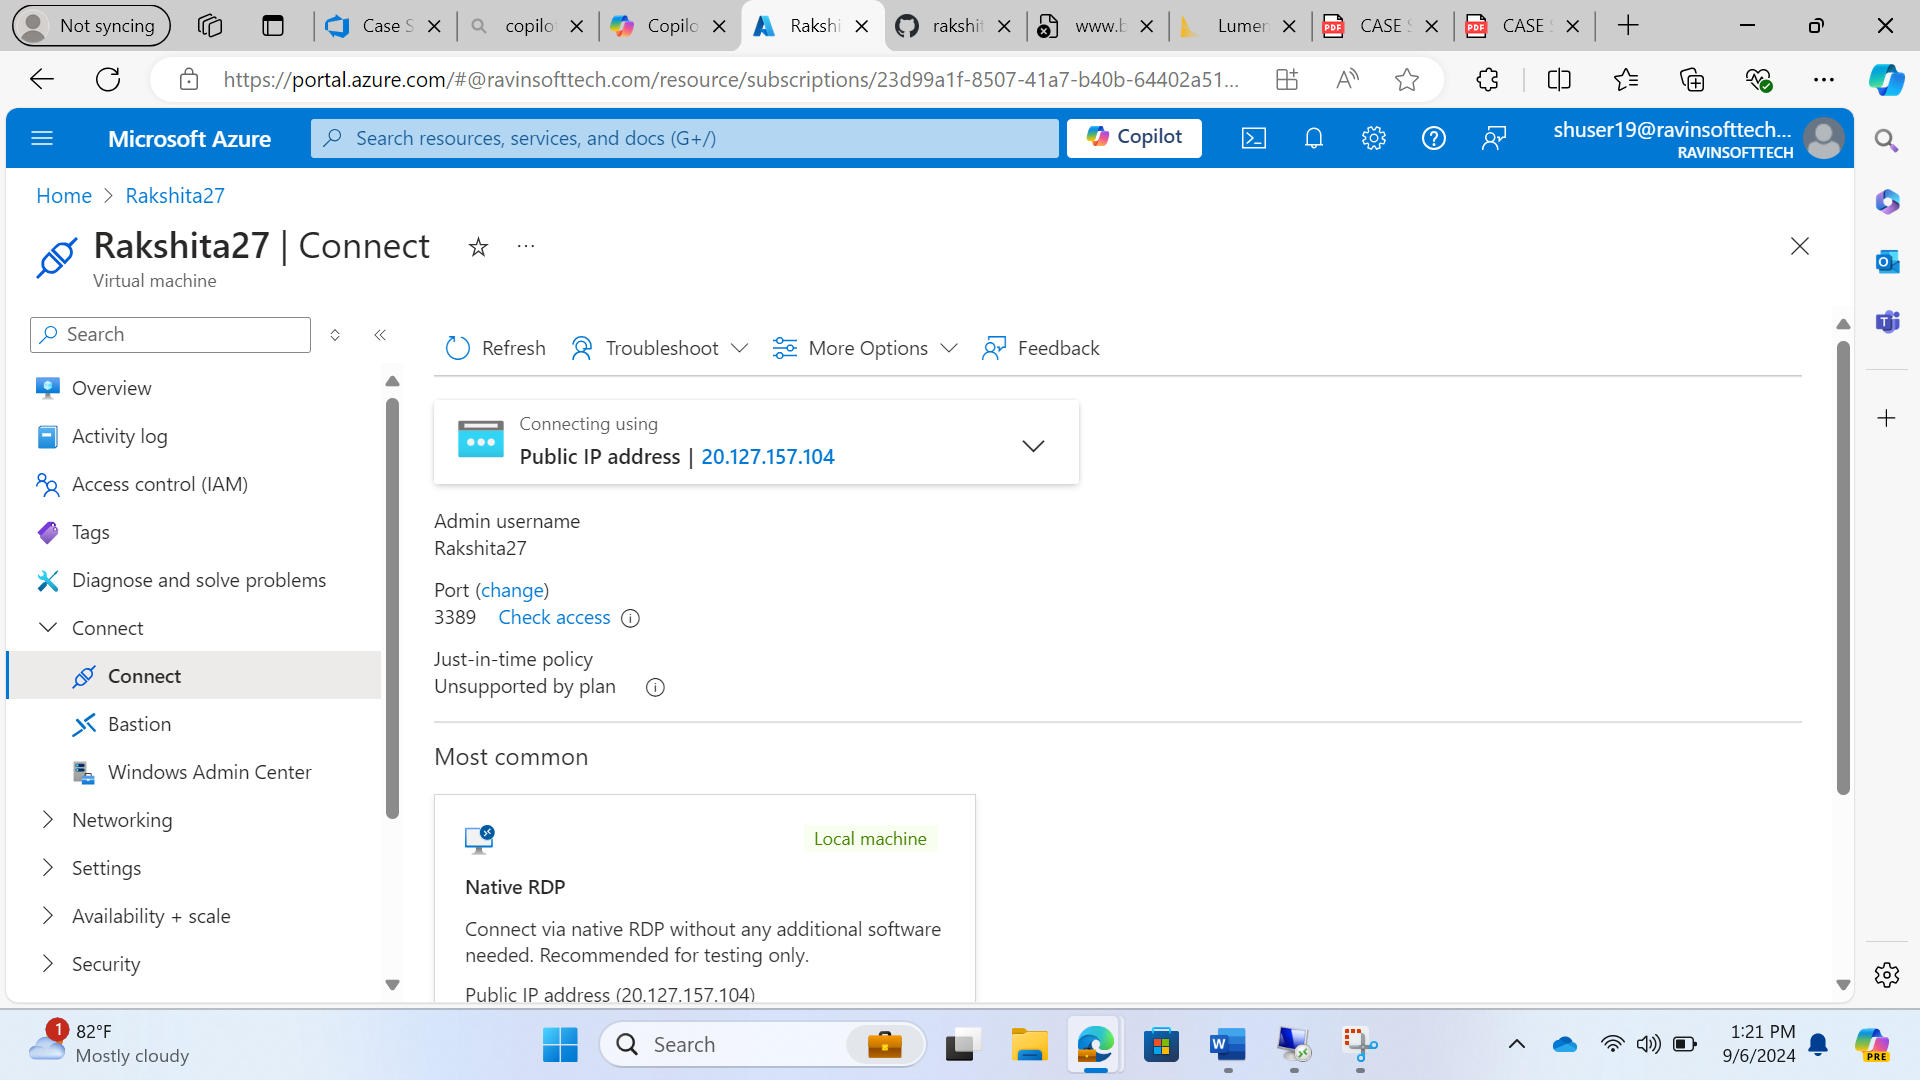 Not syncing
Case S
copilo
Copilo
Rakshi
rakshit
www.b
Lumen
CASE S
CASE S
https://portal.azure.com/#@ravinsofttech.com/resource/subscriptions/23d99a1f-8507-41a7-b40b-64402a51...
Microsoft Azure
Search resources, services, and docs (G+/)
Copilot
shuser19@ravinsofttech...
RAVINSOFTTECH
Home > Rakshita27
Rakshita27 | Connect
Virtual machine
Search
Overview
Activity log
Access control (IAM)
Tags
Diagnose and solve problems
Connect
Connect
Bastion
Windows Admin Center
Networking
Settings
Availability + scale
Security
Refresh
Troubleshoot
More Options
Feedback
Connecting using
Public IP address | 20.127.157.104
Admin username
Rakshita27
Port (change)
3389 Check access
Just-in-time policy
Unsupported by plan
Most common
Local machine
Native RDP
Connect via native RDP without any additional software
needed. Recommended for testing only.
Public IP address (20.127.157.104)
1
82°F
Mostly cloudy
Search
1:21 PM
9/6/2024
PRE